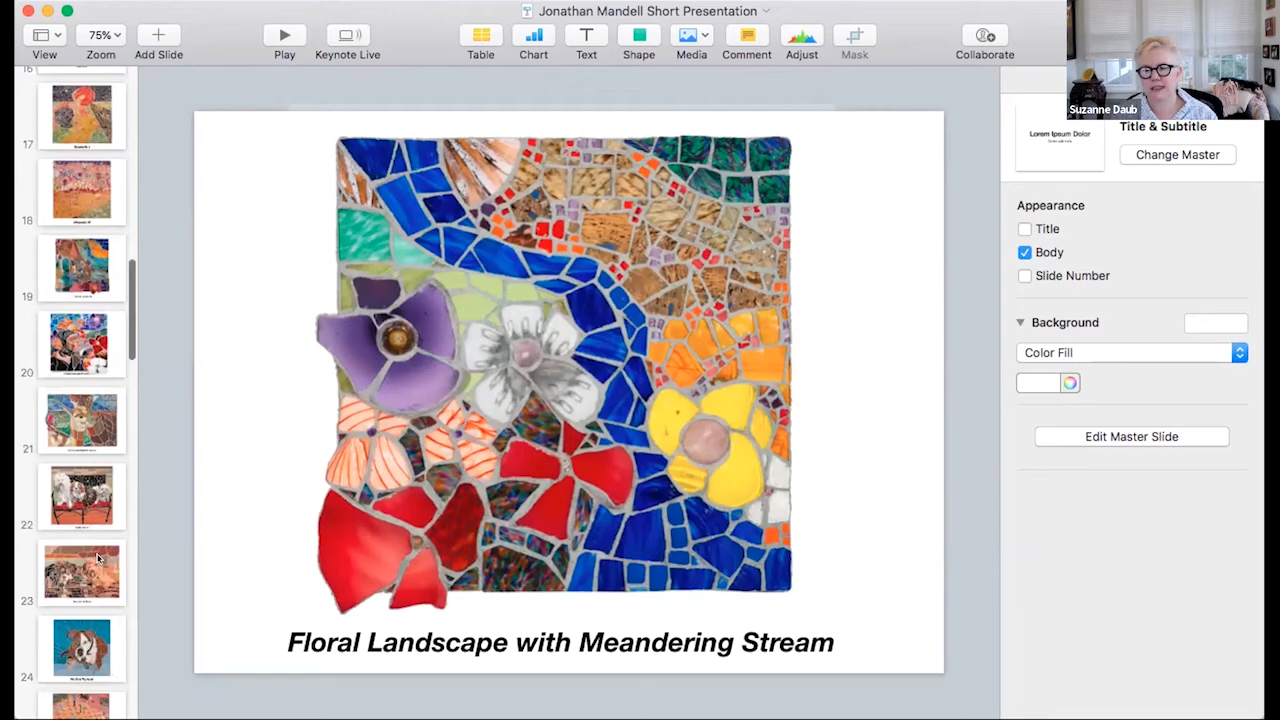 Jonathan Mandell Short Presentation
75%
View
Zoom
Add Slide
Play
Keynote Live
Table
Chart
Text
Shape
Media
Comment
Adjust
Mask
Collaborate
Suzanne Daub
16
17
18
19
20
21
22
23
24
Floral Landscape with Meandering Stream
Lorem Ipsum Dolor
Title & Subtitle
Change Master
Appearance
Title
Body
Slide Number
Background
Color Fill
Edit Master Slide